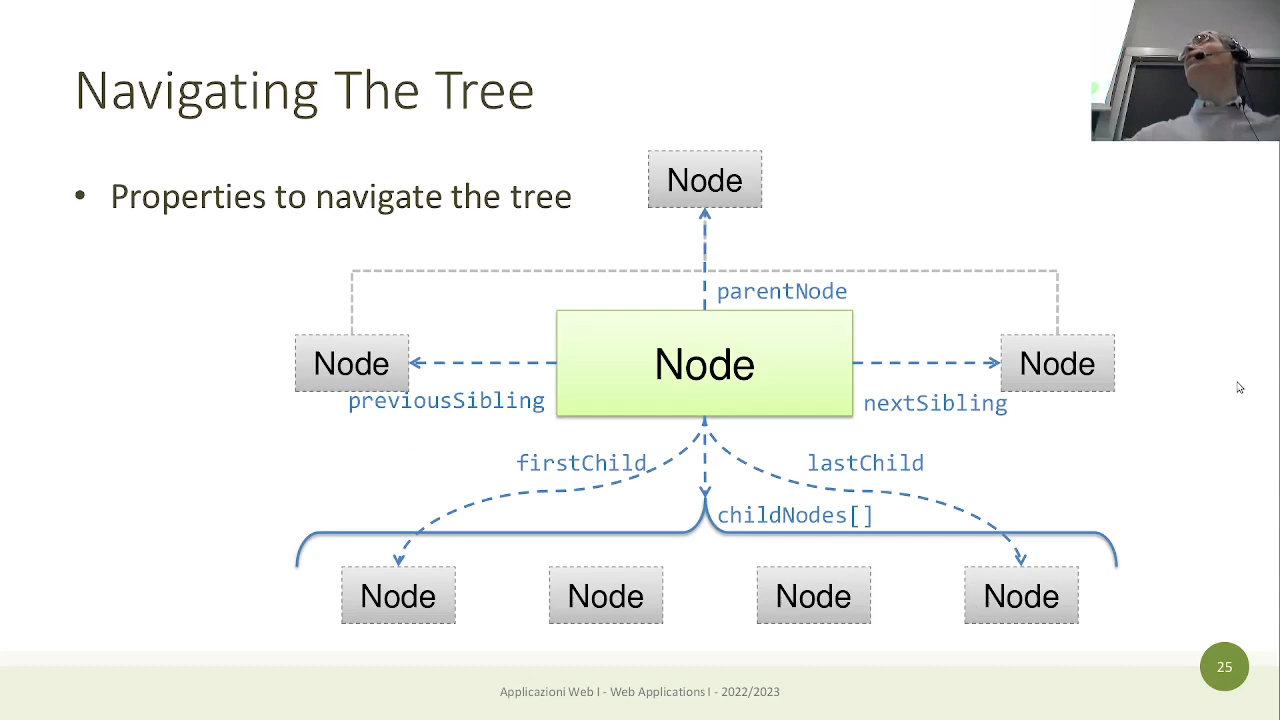 Navigating The Tree
• Properties to navigate the tree
Node
parentNode
Node
Node
Node
previousSibling
nextSibling
firstChild
lastChild
childNodes[]
Node
Node
Node
Node
25
Applicazioni Web I - Web Applications I - 2022/2023